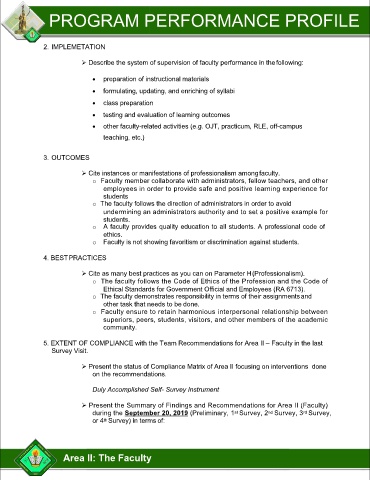 PROGRAM PERFORMANCE PROFILE
2. IMPLEMETATION
➢ Describe the system of supervision of faculty performance in the following:
• preparation of instructional materials
• formulating, updating, and enriching of syllabi
• class preparation
• testing and evaluation of learning outcomes
• other faculty-related activities (e.g. OJT, practicum, RLE, off-campus
teaching, etc.)
3. OUTCOMES
➢ Cite instances or manifestations of professionalism among faculty.
o Faculty member collaborate with administrators, fellow teachers, and other
employees in order to provide safe and positive learning experience for
students
o The faculty follows the direction of administrators in order to avoid
undermining an administrators authority and to set a positive example for
students.
o A faculty provides quality education to all students. A professional code of
ethics.
o Faculty is not showing favoritism or discrimination against students.
4. BEST PRACTICES
➢ Cite as many best practices as you can on Parameter H (Professionalism).
o The faculty follows the Code of Ethics of the Profession and the Code of
Ethical Standards for Government Official and Employees (RA 6713).
o The faculty demonstrates responsibility in terms of their assignments and
other task that needs to be done.
o Faculty ensure to retain harmonious interpersonal relationship between
superiors, peers, students, visitors, and other members of the academic
community.
5. EXTENT OF COMPLIANCE with the Team Recommendations for Area II – Faculty in the last
Survey Visit.
➢ Present the status of Compliance Matrix of Area II focusing on interventions done
on the recommendations.
Duly Accomplished Self- Survey Instrument
➢ Present the Summary of Findings and Recommendations for Area II (Faculty)
during the September 20, 2019 (Preliminary, 1st Survey, 2nd Survey, 3rd Survey,
or 4th Survey) in terms of:
Area II: The Faculty